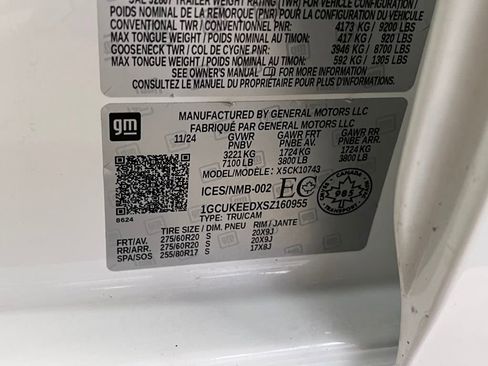 SAE J2807 TRAILER WEIGHT RATING (TWR) FOR VEHICLE CONFIGURATION /
POIDS NOMINAL DE LA REMORQUE (PNR) POUR LA CONFIGURATION DU VÉHICULE
CONVENTIONAL TWR / CONVENTIONNEL PNR: 4173 KG / 9200 LBS
MAX TONGUE WEIGHT / POIDS NOMINAL AU TIMON: 417 KG / 920 LBS
GOOSENECK TWR / COL DE CYGNE PNR: 3946 KG / 8700 LBS
MAX TONGUE WEIGHT / POIDS NOMINAL AU TIMON: 592 KG / 1305 LBS
SEE OWNER'S MANUAL FOR MORE INFORMATION
CONSULTEZ LE MANUEL DU PROPRIÉTAIRE POUR PLUS DE DÉTAILS
gm
MANUFACTURED BY GENERAL MOTORS LLC
FABRIQUÉ PAR GENERAL MOTORS LLC
11/24 GVWR GAWR FRT GAWR RR
PNBV PNBE AV. PNBE ARR.
3221 KG 1724 KG 1724 KG
7100 LB 3800 LB 3800 LB
MODEL/MODÈLE: X5CK10743
ICES/NMB-002 EC
1GCUKEEDXSZ160955
TYPE: TRU/CAM
8624
TIRE SIZE / DIM. PNEU RIM / JANTE
FRT/AV. 275/60R20 S 20X9J
RR/ARR. 275/60R20 S 20X9J
SPA/SOS 255/80R17 S 17X8J